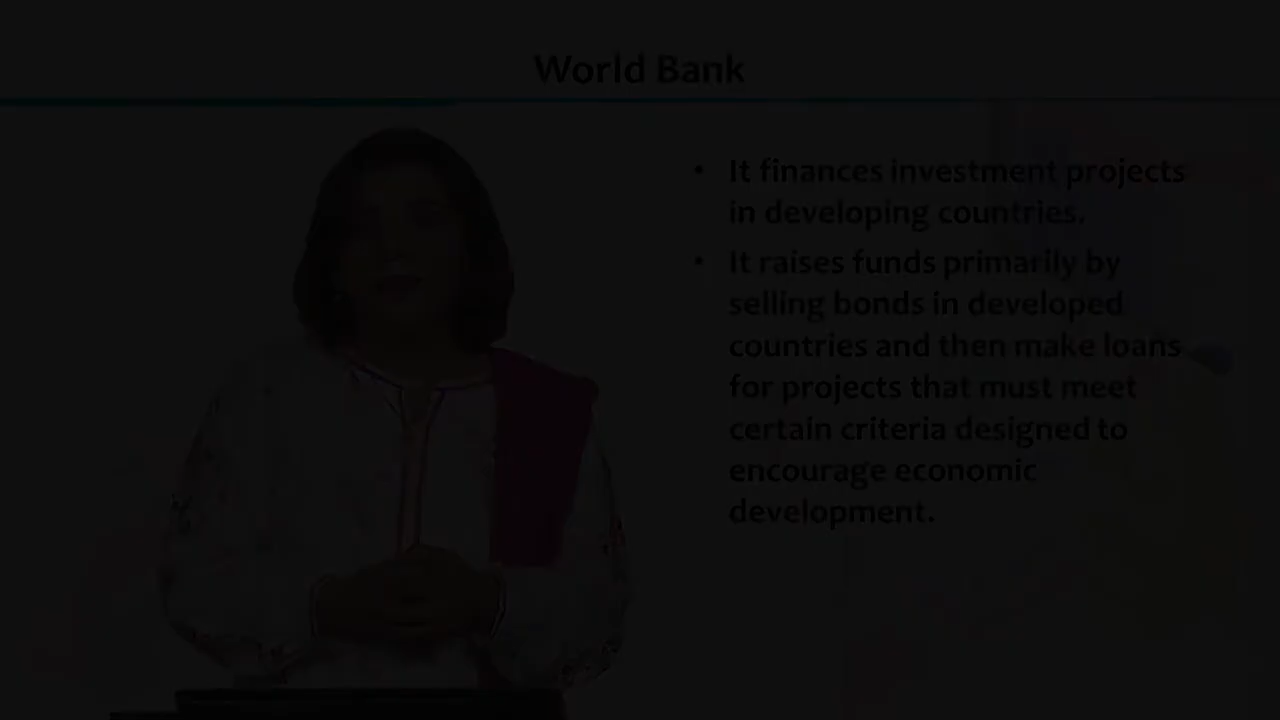 World Bank
• It finances investment projects
in developing countries.
• It raises funds primarily by
selling bonds in developed
countries and then make loans
for projects that must meet
certain criteria designed to
encourage economic
development.